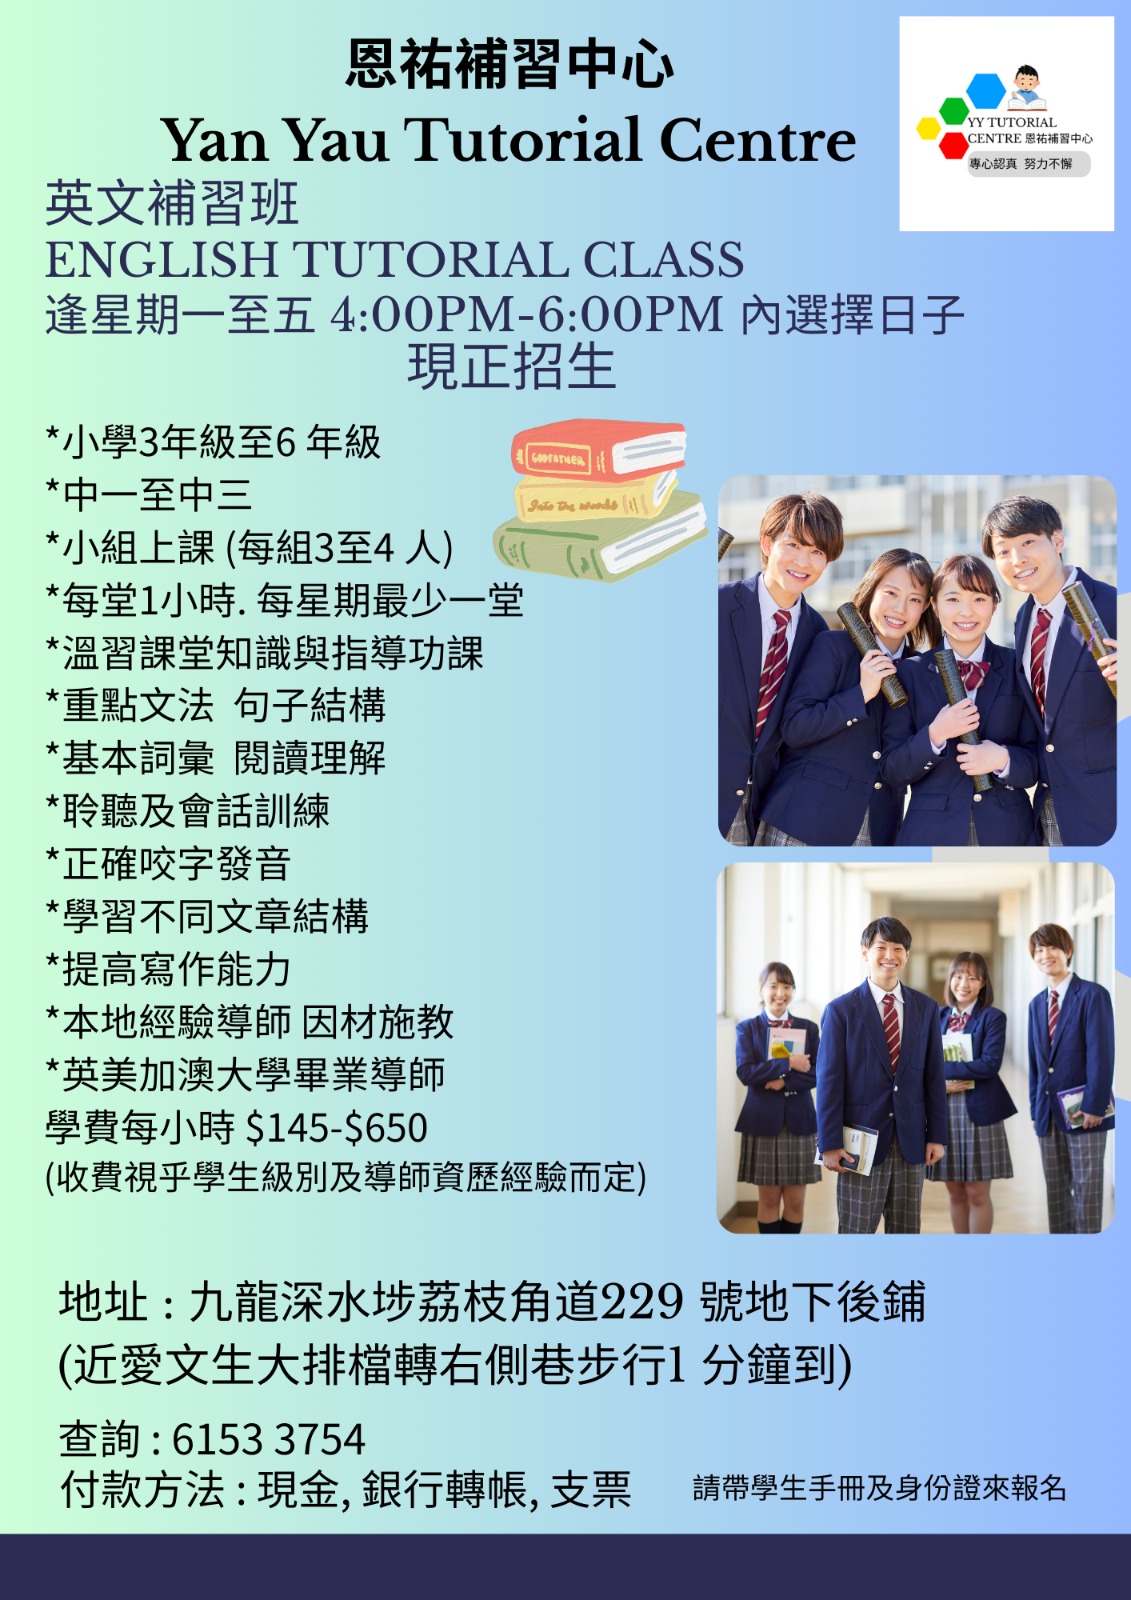 恩祐補習中心
Yan Yau Tutorial Centre
YY TUTORIAL
CENTRE 恩祐補習中心
專心認真 努力不懈
英文補習班
ENGLISH TUTORIAL CLASS
逢星期一至五 4:00PM-6:00PM 內選擇日子
現正招生
*小學3年級至6 年級
*中一至中三
*小組上課 (每組3至4 人)
*每堂1小時. 每星期最少一堂
*溫習課堂知識與指導功課
*重點文法 句子結構
*基本詞彙 閱讀理解
*聆聽及會話訓練
*正確咬字發音
*學習不同文章結構
*提高寫作能力
*本地經驗導師 因材施教
*英美加澳大學畢業導師
學費每小時 $145-$650
(收費視乎學生級別及導師資歷經驗而定)
GODFATHER
Into the woods
地址 : 九龍深水埗荔枝角道229 號地下後鋪
(近愛文生大排檔轉右側巷步行1 分鐘到)
查詢 : 6153 3754
付款方法 : 現金, 銀行轉帳, 支票
請帶學生手冊及身份證來報名